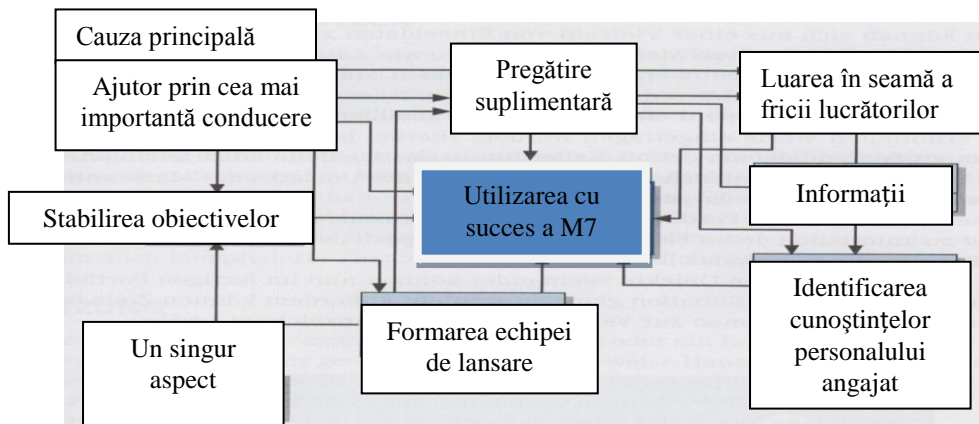 Cauza principală
Ajutor prin cea mai
importantă conducere
Pregătire
suplimentară
Luarea în seamă a
fricii lucrătorilor
Stabilirea obiectivelor
Utilizarea cu
succes a M7
Informații
Un singur
aspect
Formarea echipei
de lansare
Identificarea
cunoştinţelor
personalului
angajat